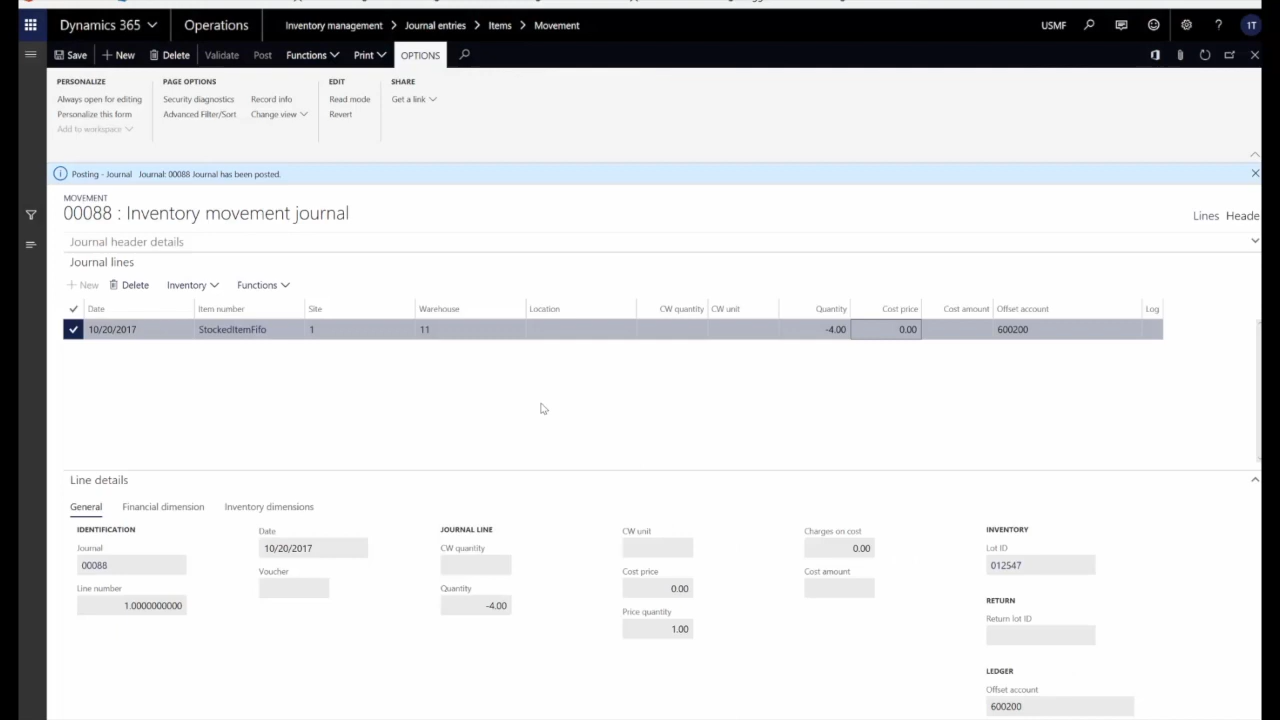 Dynamics 365 Operations Inventory management > Journal entries > Items > Movement USMF ? 1T
Save + New Delete Validate Post Functions Print OPTIONS
PERSONALIZE PAGE OPTIONS EDIT SHARE
Always open for editing Security diagnostics Record info Read mode Get a link
Personalize this form Advanced Filter/Sort Change view Revert
Add to workspace
Posting - Journal Journal: 00088 Journal has been posted.
MOVEMENT
00088 : Inventory movement journal Lines Heade
Journal header details
Journal lines
+ New Delete Inventory Functions
Date Item number Site Warehouse Location CW quantity CW unit Quantity Cost price Cost amount Offset account Log
10/20/2017 StockedItemFifo 1 11 -4.00 0.00 600200
Line details
General Financial dimension Inventory dimensions
IDENTIFICATION Date JOURNAL LINE CW unit Charges on cost INVENTORY
Journal 10/20/2017 CW quantity 0.00 Lot ID
00088 Voucher Cost price Cost amount 012547
Line number Quantity 0.00 RETURN
1.0000000000 -4.00 Price quantity Return lot ID
1.00
LEDGER
Offset account
600200